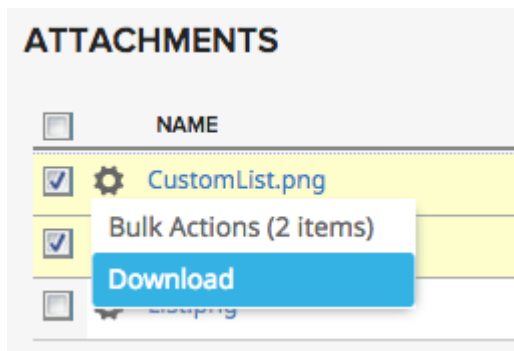 ATTACHMENTS
NAME
CustomList.png
Bulk Actions (2 items)
Download